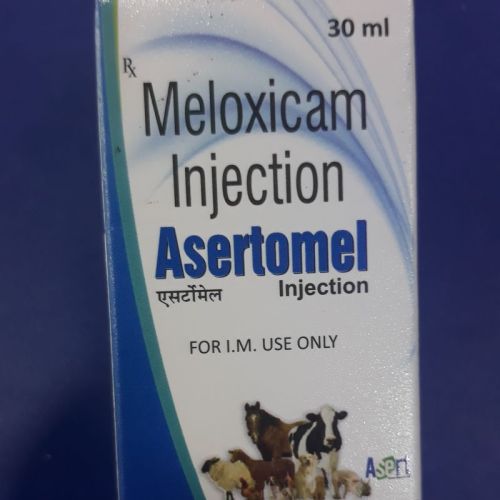 30 ml
Rx
Meloxicam
Injection
Asertomel
एसर्टोमेल Injection
FOR I.M. USE ONLY
Asert